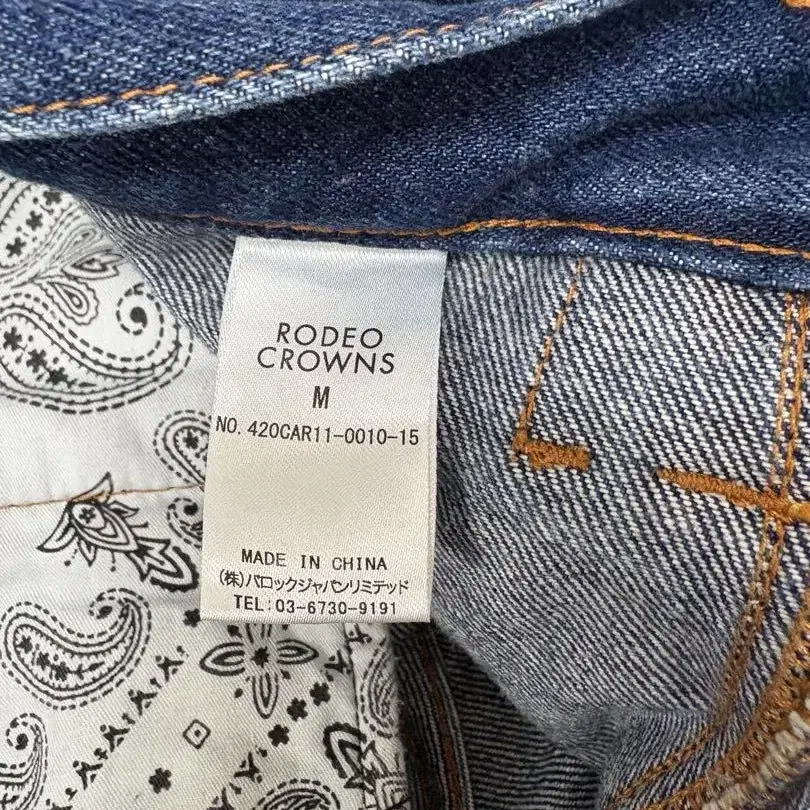 RODEO
CROWNS
M
NO. 420CAR11-0010-15
MADE IN CHINA
(株)バロックジャパンリミテッド
TEL:03-6730-9191